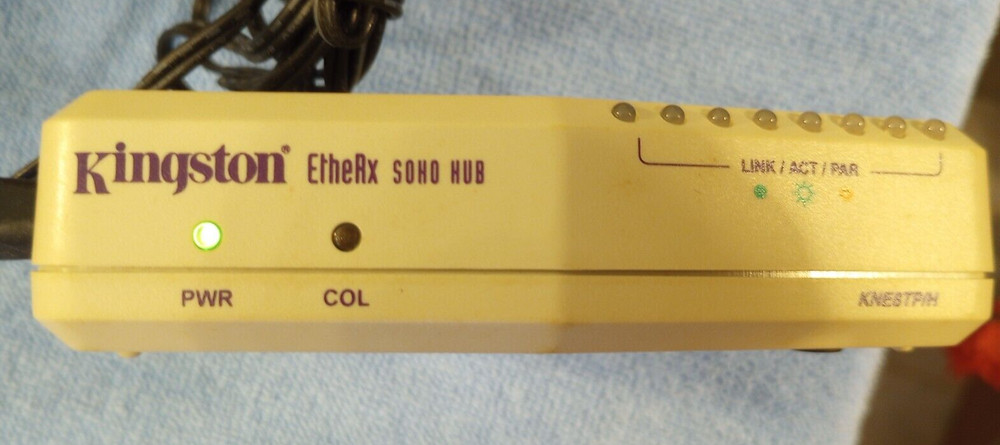 Kingston® EtheRx SOHO HUB
LINK / ACT / PAR
PWR
COL
KNE8TP/H